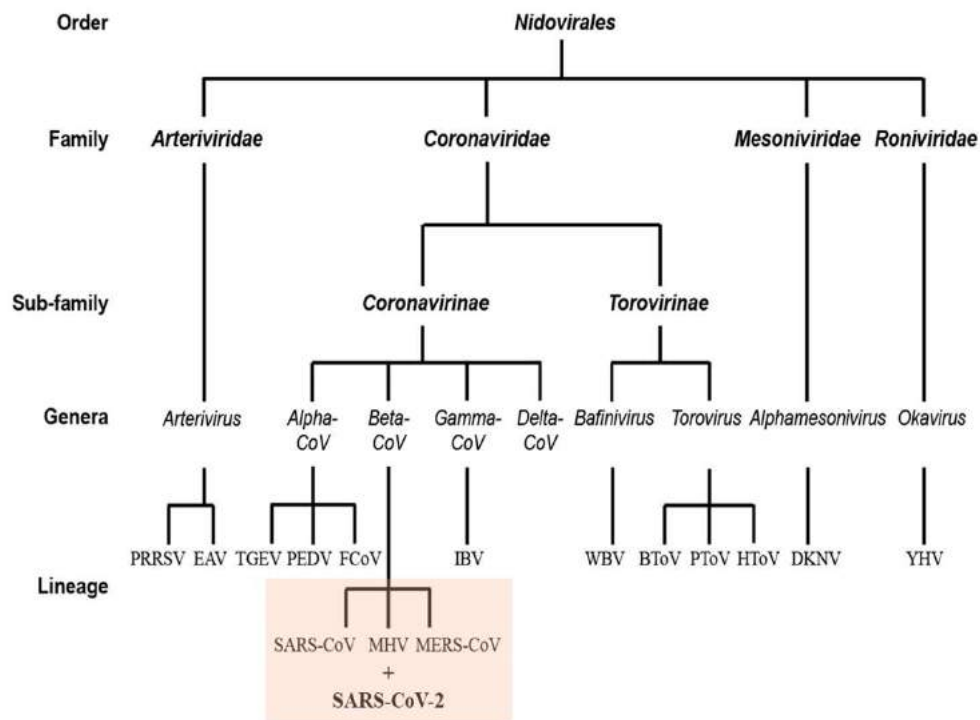 Order Nidovirales
Family Arteriviridae Coronaviridae Mesoniviridae Roniviridae
Sub-family Coronavirinae Torovirinae
Genera Arterivirus Alpha- Beta- Gamma- Delta- Bafinivirus Torovirus Alphamesonivirus Okavirus
CoV CoV CoV CoV
PRRSV EAV TGEV PEDV FCoV IBV WBV BToV PToV HToV DKNV YHV
Lineage
SARS-CoV MHV MERS-CoV
+
SARS-CoV-2